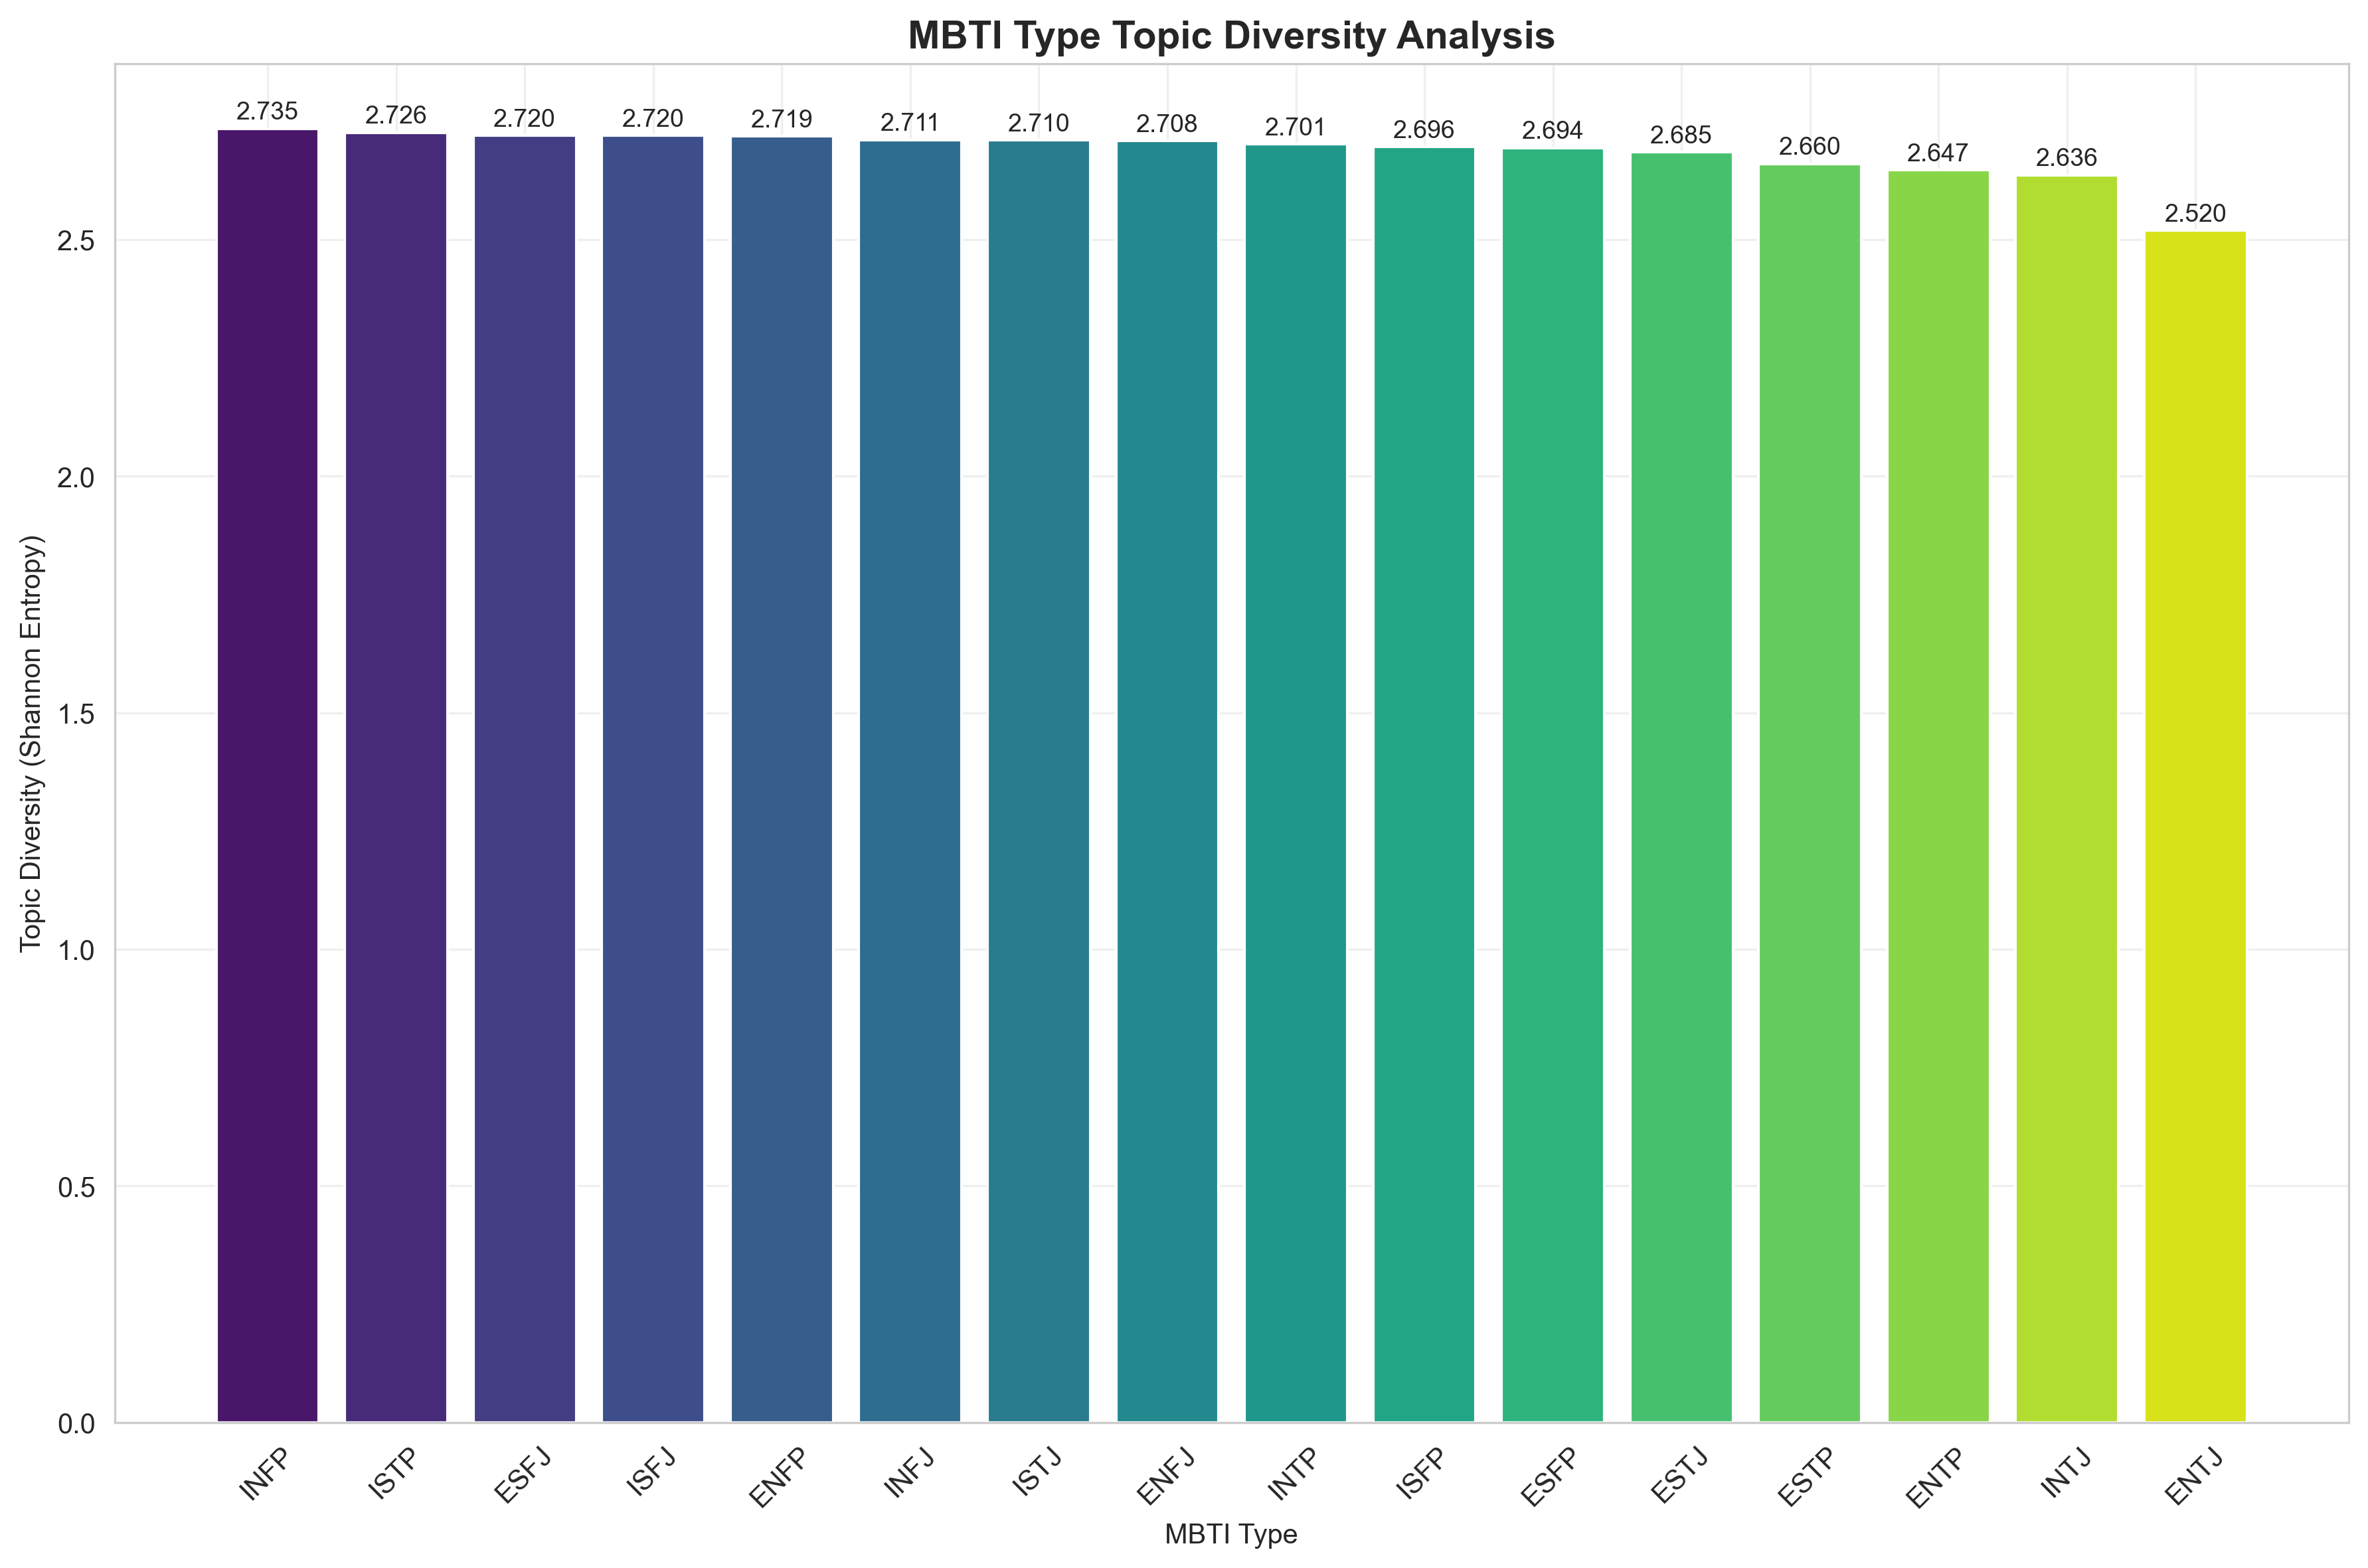 MBTI Type Topic Diversity Analysis
2.735
2.726
2.720
2.720
2.719
2.711
2.710
2.708
2.701
2.696
2.694
2.685
2.660
2.647
2.636
2.520
Topic Diversity (Shannon Entropy)
2.5
2.0
1.5
1.0
0.5
0.0
INFP
ISTP
ESFJ
ISFJ
ENFP
INFJ
ISTJ
ENFJ
INTP
ISFP
ESFP
ESTJ
ESTP
ENTP
INTJ
ENTJ
MBTI Type